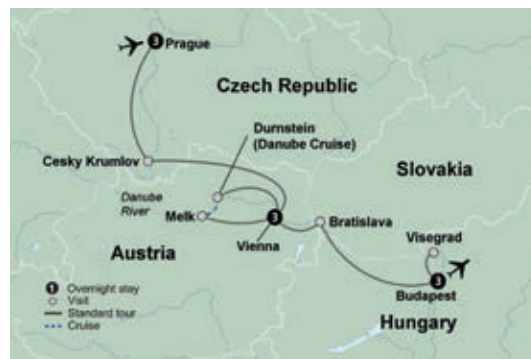 3
Prague
Czech Republic
Durnstein
(Danube Cruise)
Cesky Krumlov
Slovakia
Danube
River
Melk
3
Vienna
Bratislava
Visegrad
Austria
3
Budapest
Hungary
1 Overnight stay
Visit
Standard tour
Cruise